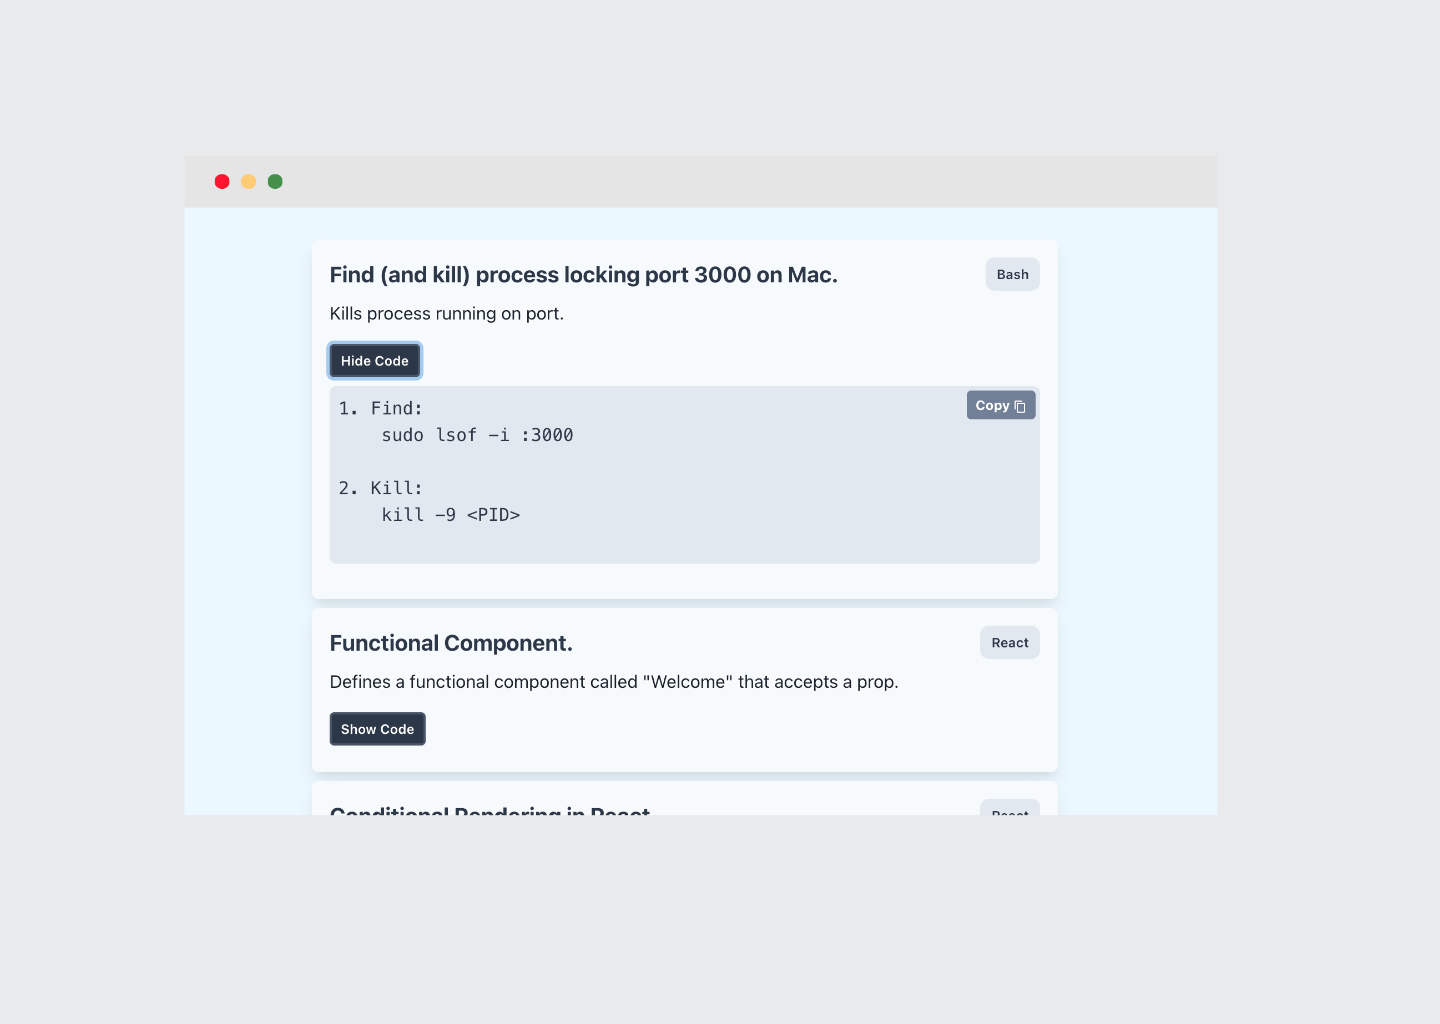 Find (and kill) process locking port 3000 on Mac.
Bash
Kills process running on port.
Hide Code
Copy
1. Find:
    sudo lsof -i :3000
2. Kill:
    kill -9 <PID>
Functional Component.
React
Defines a functional component called "Welcome" that accepts a prop.
Show Code
Conditional Rendering in React
React